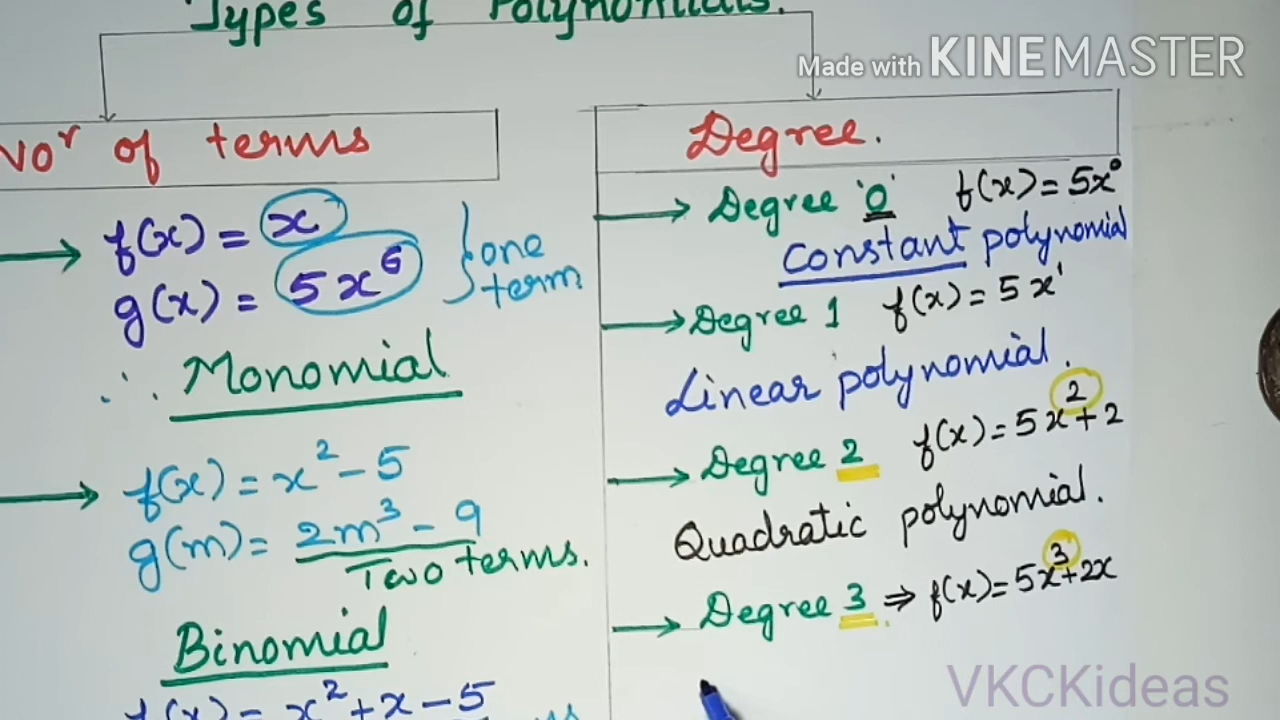 Types of Polynomials.
Made with KINEMASTER
No^r of terms
f(x) = x
g(x) = 5x⁶
one
term
∴ Monomial
f(x) = x² - 5
g(m) = 2m³ - 9
Two terms.
Binomial
f(x) = x² + x - 5
Degree.
Degree '0' f(x) = 5x⁰
Constant polynomial
Degree 1 f(x) = 5x¹
Linear polynomial.
Degree 2 f(x) = 5x² + 2
Quadratic polynomial.
Degree 3 ⇒ f(x) = 5x³ + 2x
VKCKideas